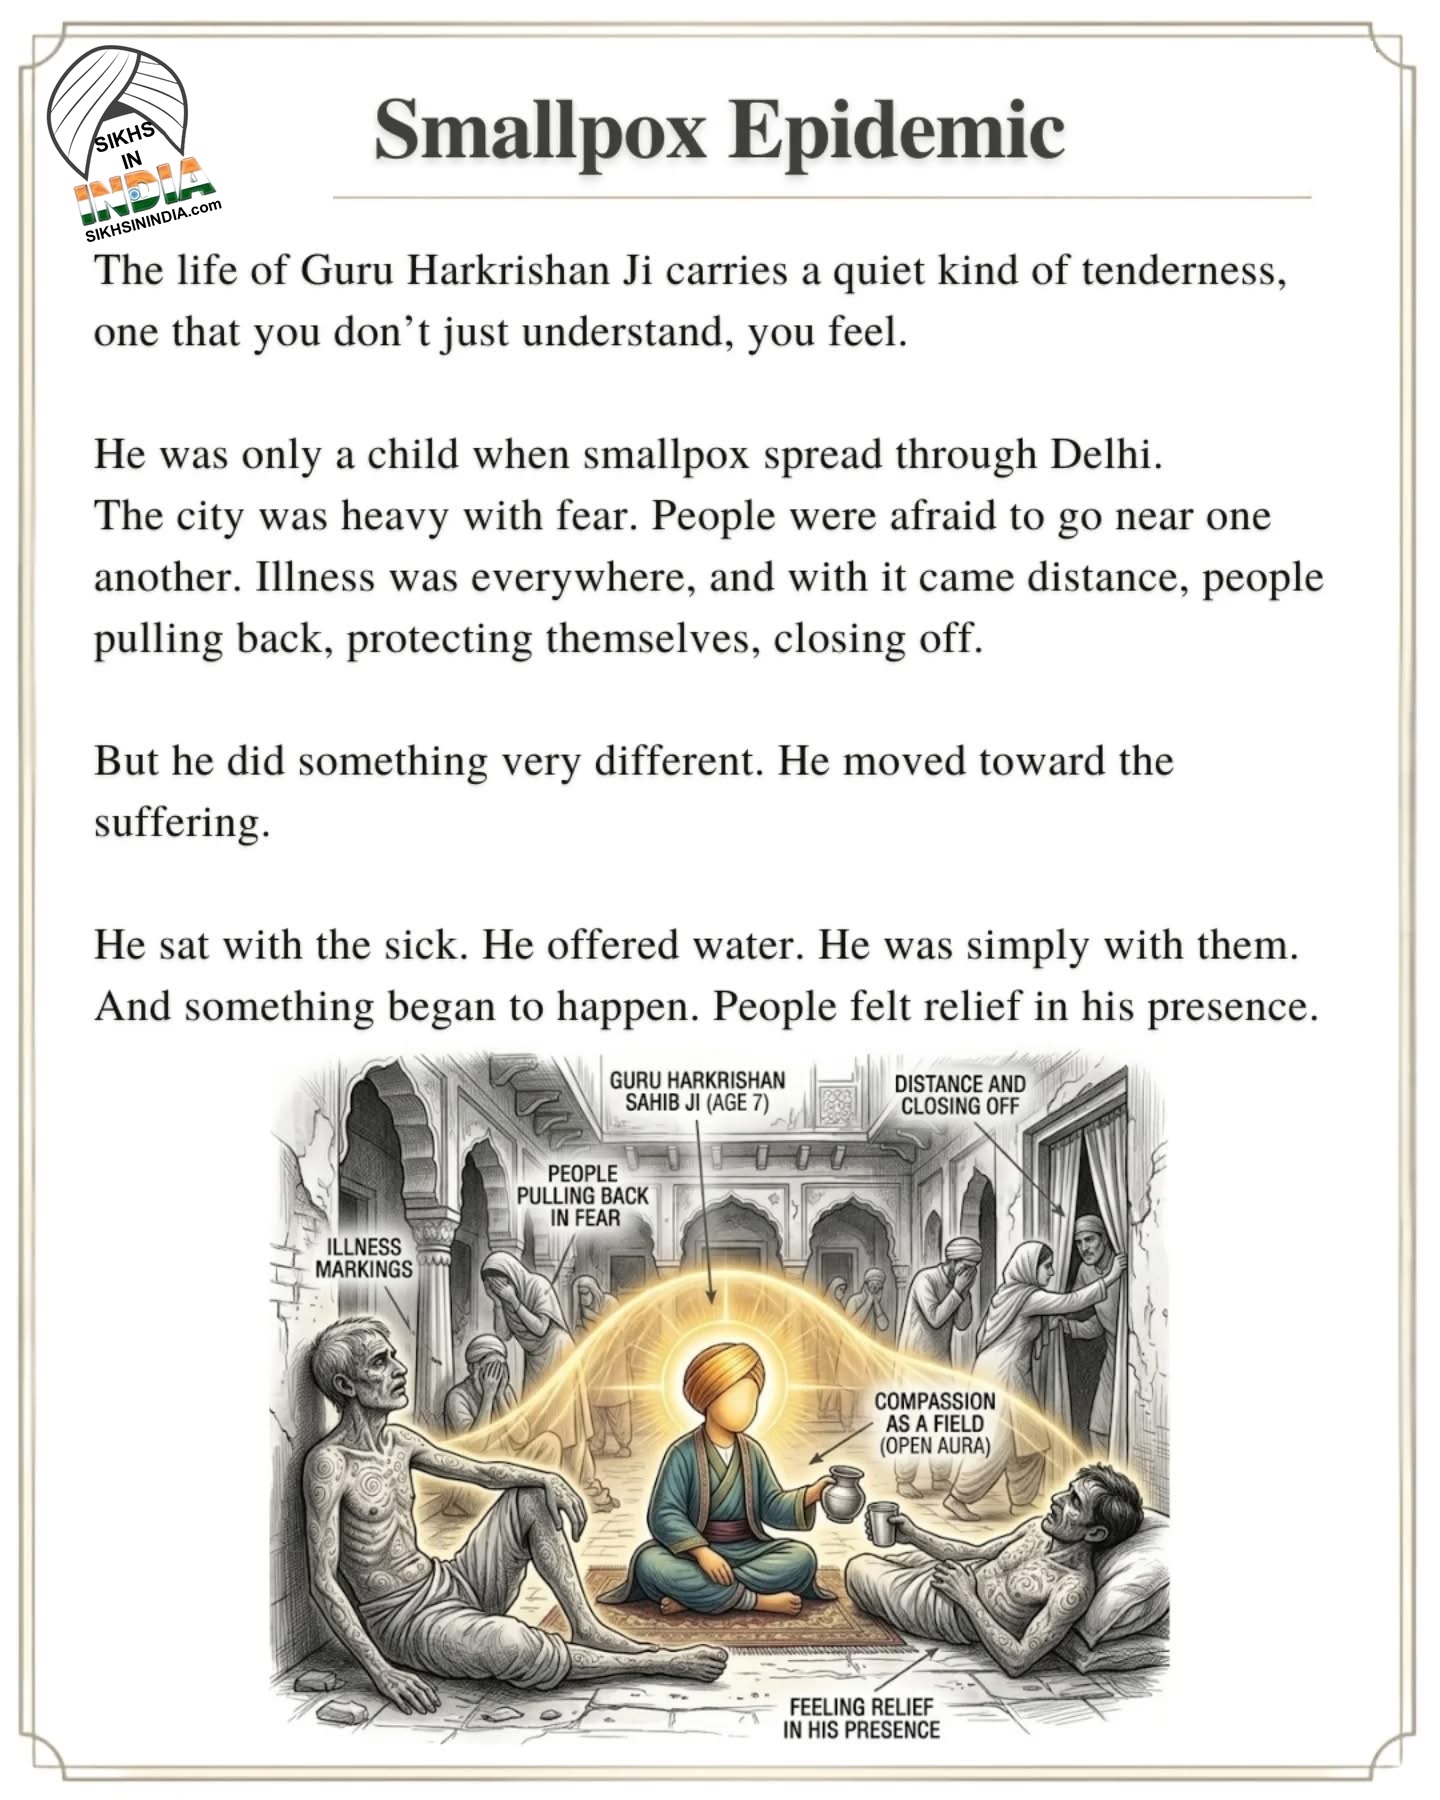 SIKHS
IN
INDIA
SIKHSININDIA.com
Smallpox Epidemic
The life of Guru Harkrishan Ji carries a quiet kind of tenderness,
one that you don’t just understand, you feel.
He was only a child when smallpox spread through Delhi.
The city was heavy with fear. People were afraid to go near one
another. Illness was everywhere, and with it came distance, people
pulling back, protecting themselves, closing off.
But he did something very different. He moved toward the
suffering.
He sat with the sick. He offered water. He was simply with them.
And something began to happen. People felt relief in his presence.
GURU HARKRISHAN
SAHIB JI (AGE 7)
DISTANCE AND
CLOSING OFF
PEOPLE
PULLING BACK
IN FEAR
ILLNESS
MARKINGS
COMPASSION
AS A FIELD
(OPEN AURA)
FEELING RELIEF
IN HIS PRESENCE